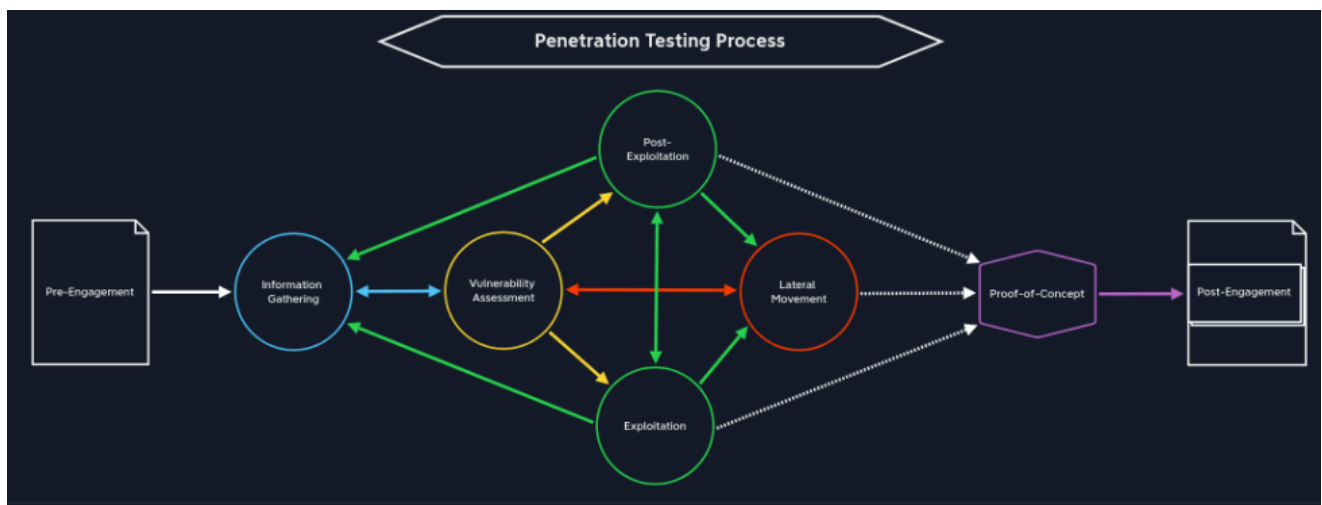 Penetration Testing Process
Post-
Exploitation
Pre-Engagement
Information
Gathering
Vulnerability
Assessment
Lateral
Movement
Proof-of-Concept
Post-Engagement
Exploitation